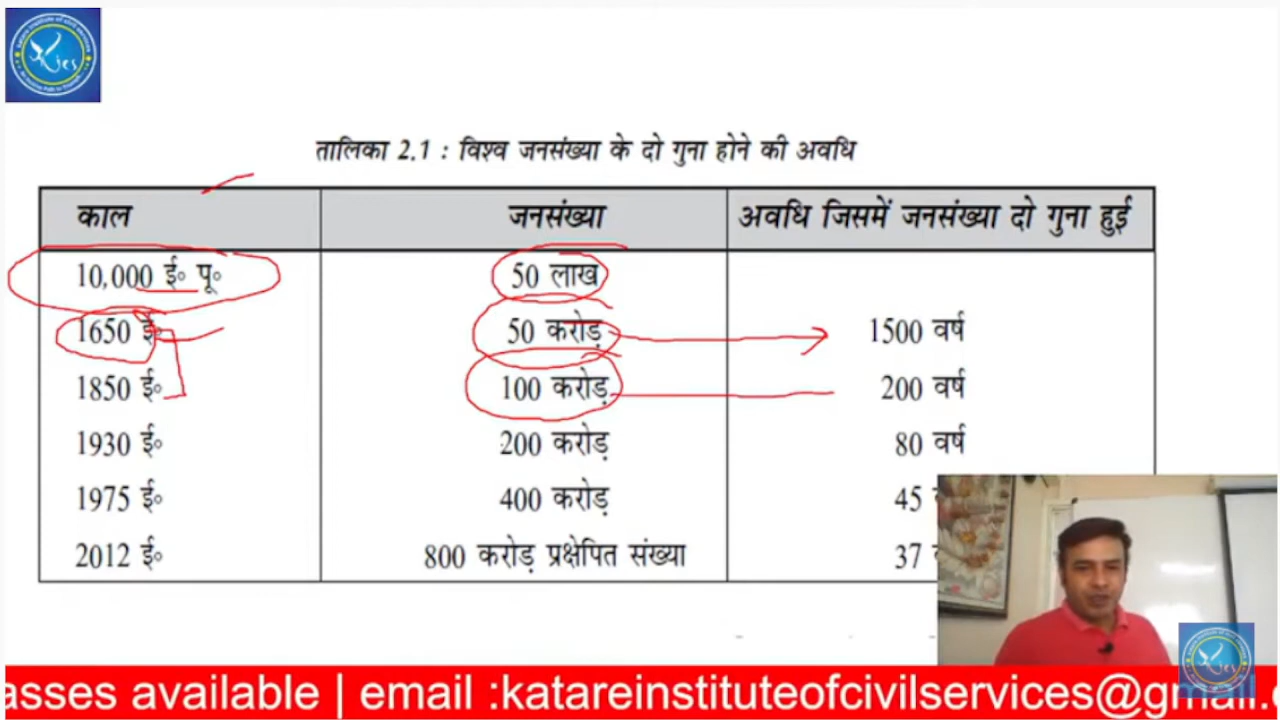 तालिका 2.1 : विश्व जनसंख्या के दो गुना होने की अवधि
काल जनसंख्या अवधि जिसमें जनसंख्या दो गुना हुई
10,000 ई॰ पू॰ 50 लाख
1650 ई॰ 50 करोड़ 1500 वर्ष
1850 ई॰ 100 करोड़ 200 वर्ष
1930 ई॰ 200 करोड़ 80 वर्ष
1975 ई॰ 400 करोड़ 45
2012 ई॰ 800 करोड़ प्रक्षेपित संख्या 37
asses available | email :katareinstituteofcivilservices@gmail.c